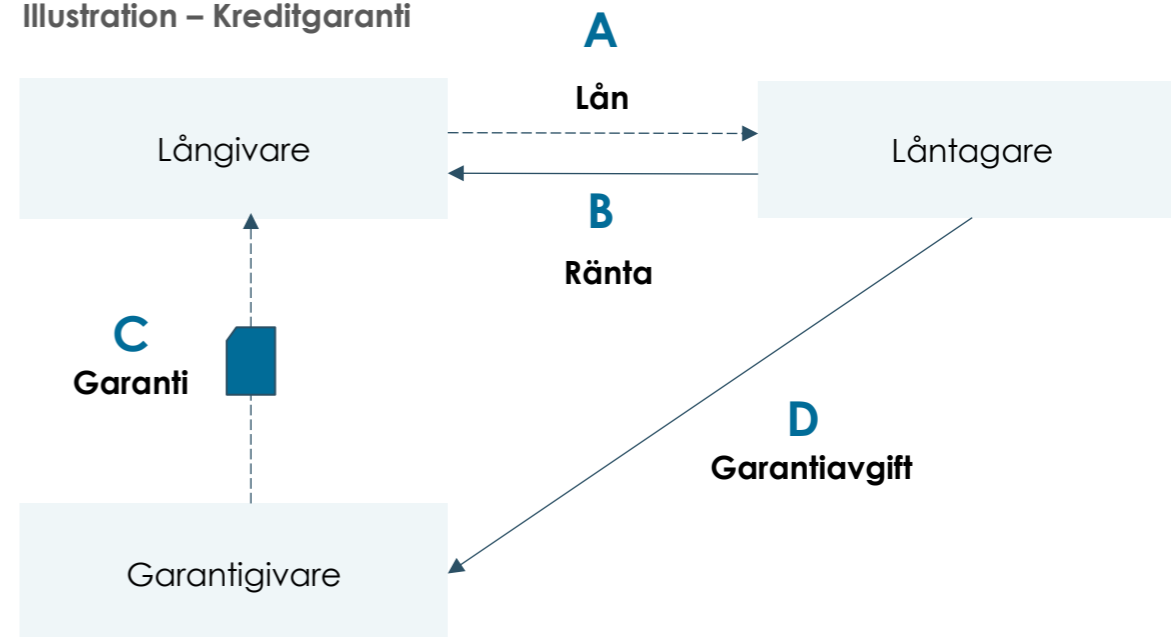 Illustration – Kreditgaranti
A
Lån
Långivare
Låntagare
B
Ränta
C
Garanti
D
Garantiavgift
Garantigivare